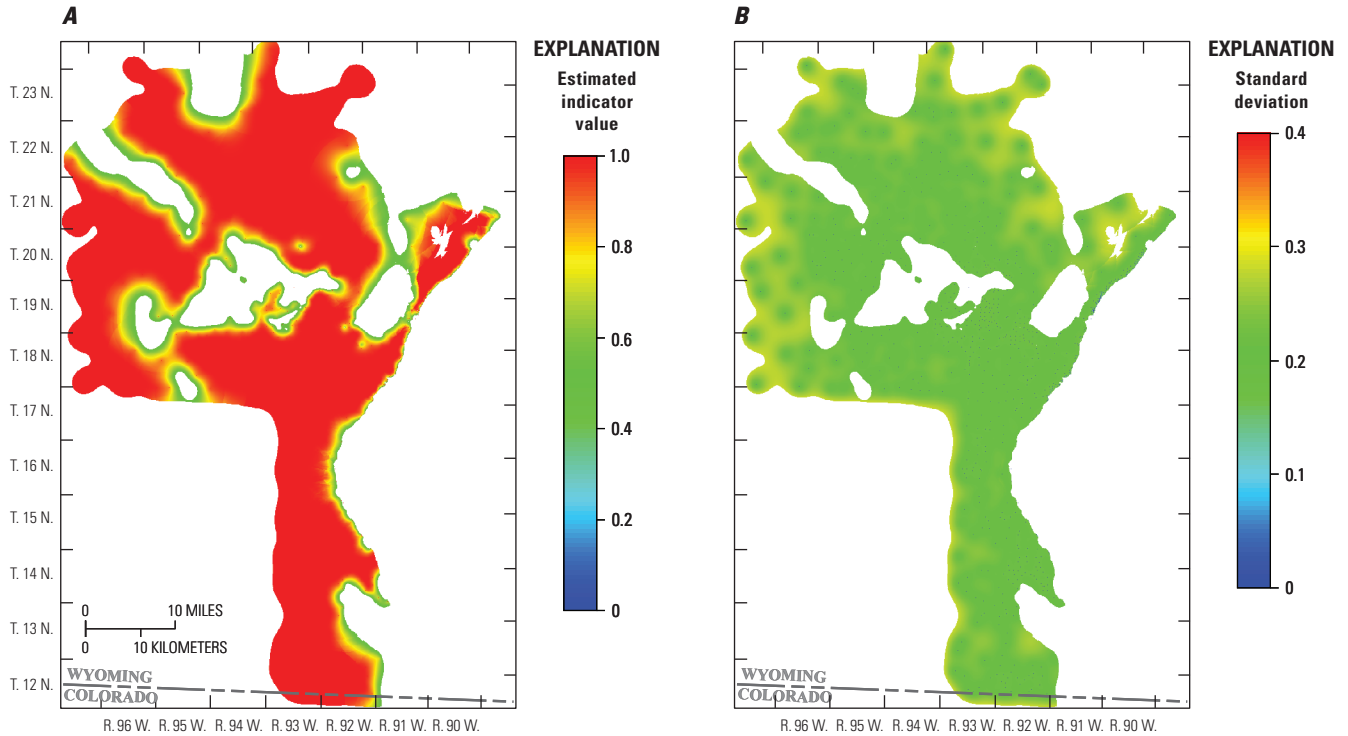 A
EXPLANATION
Estimated
indicator
value
1.0
0.8
0.6
0.4
0.2
0
T. 23 N.
T. 22 N.
T. 21 N.
T. 20 N.
T. 19 N.
T. 18 N.
T. 17 N.
T. 16 N.
T. 15 N.
T. 14 N.
T. 13 N.
T. 12 N.
0 10 MILES
0 10 KILOMETERS
WYOMING
COLORADO
R. 96 W. R. 95 W. R. 94 W. R. 93 W. R. 92 W. R. 91 W. R. 90 W.
B
EXPLANATION
Standard
deviation
0.4
0.3
0.2
0.1
0
WYOMING
COLORADO
R. 96 W. R. 95 W. R. 94 W. R. 93 W. R. 92 W. R. 91 W. R. 90 W.